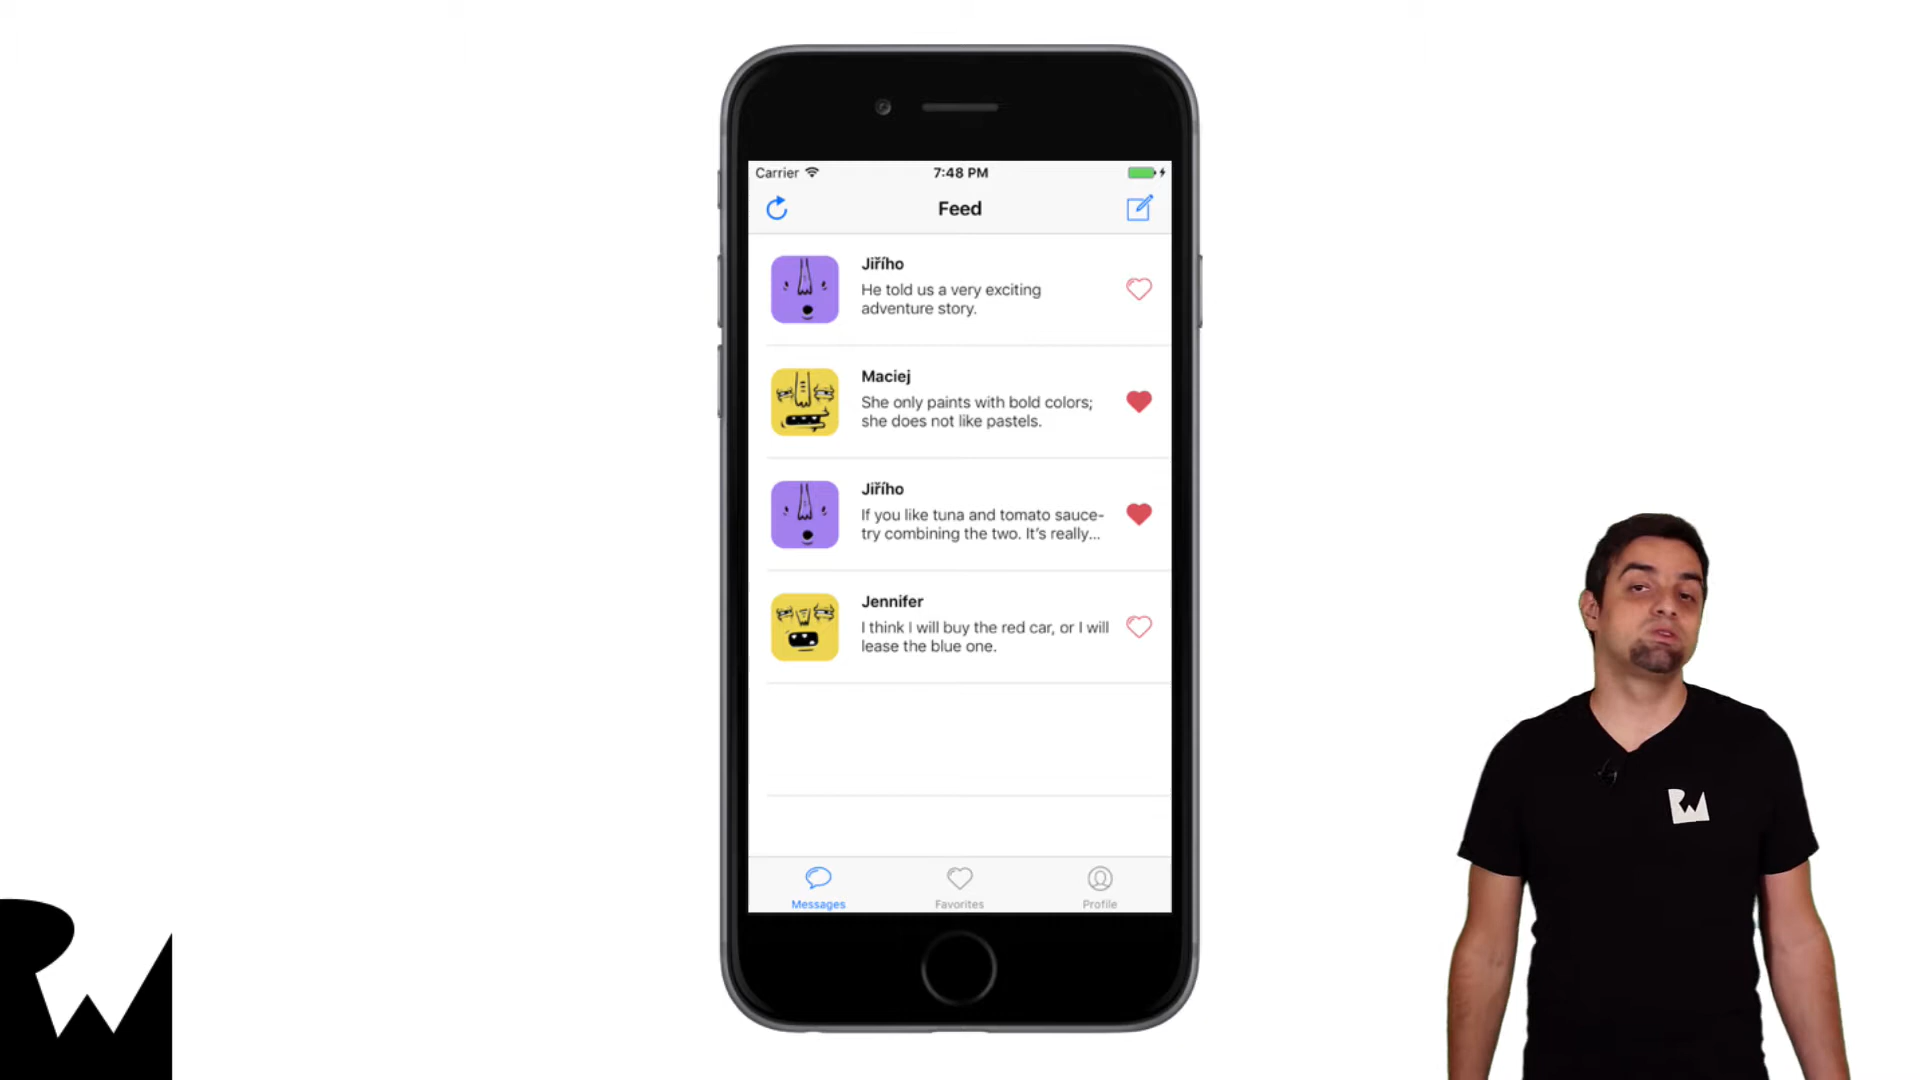 Carrier
7:48 PM
Feed
Jiřího
He told us a very exciting
adventure story.
Maciej
She only paints with bold colors;
she does not like pastels.
Jiřího
If you like tuna and tomato sauce-
try combining the two. It's really...
Jennifer
I think I will buy the red car, or I will
lease the blue one.
Messages
Favorites
Profile
RW
RW